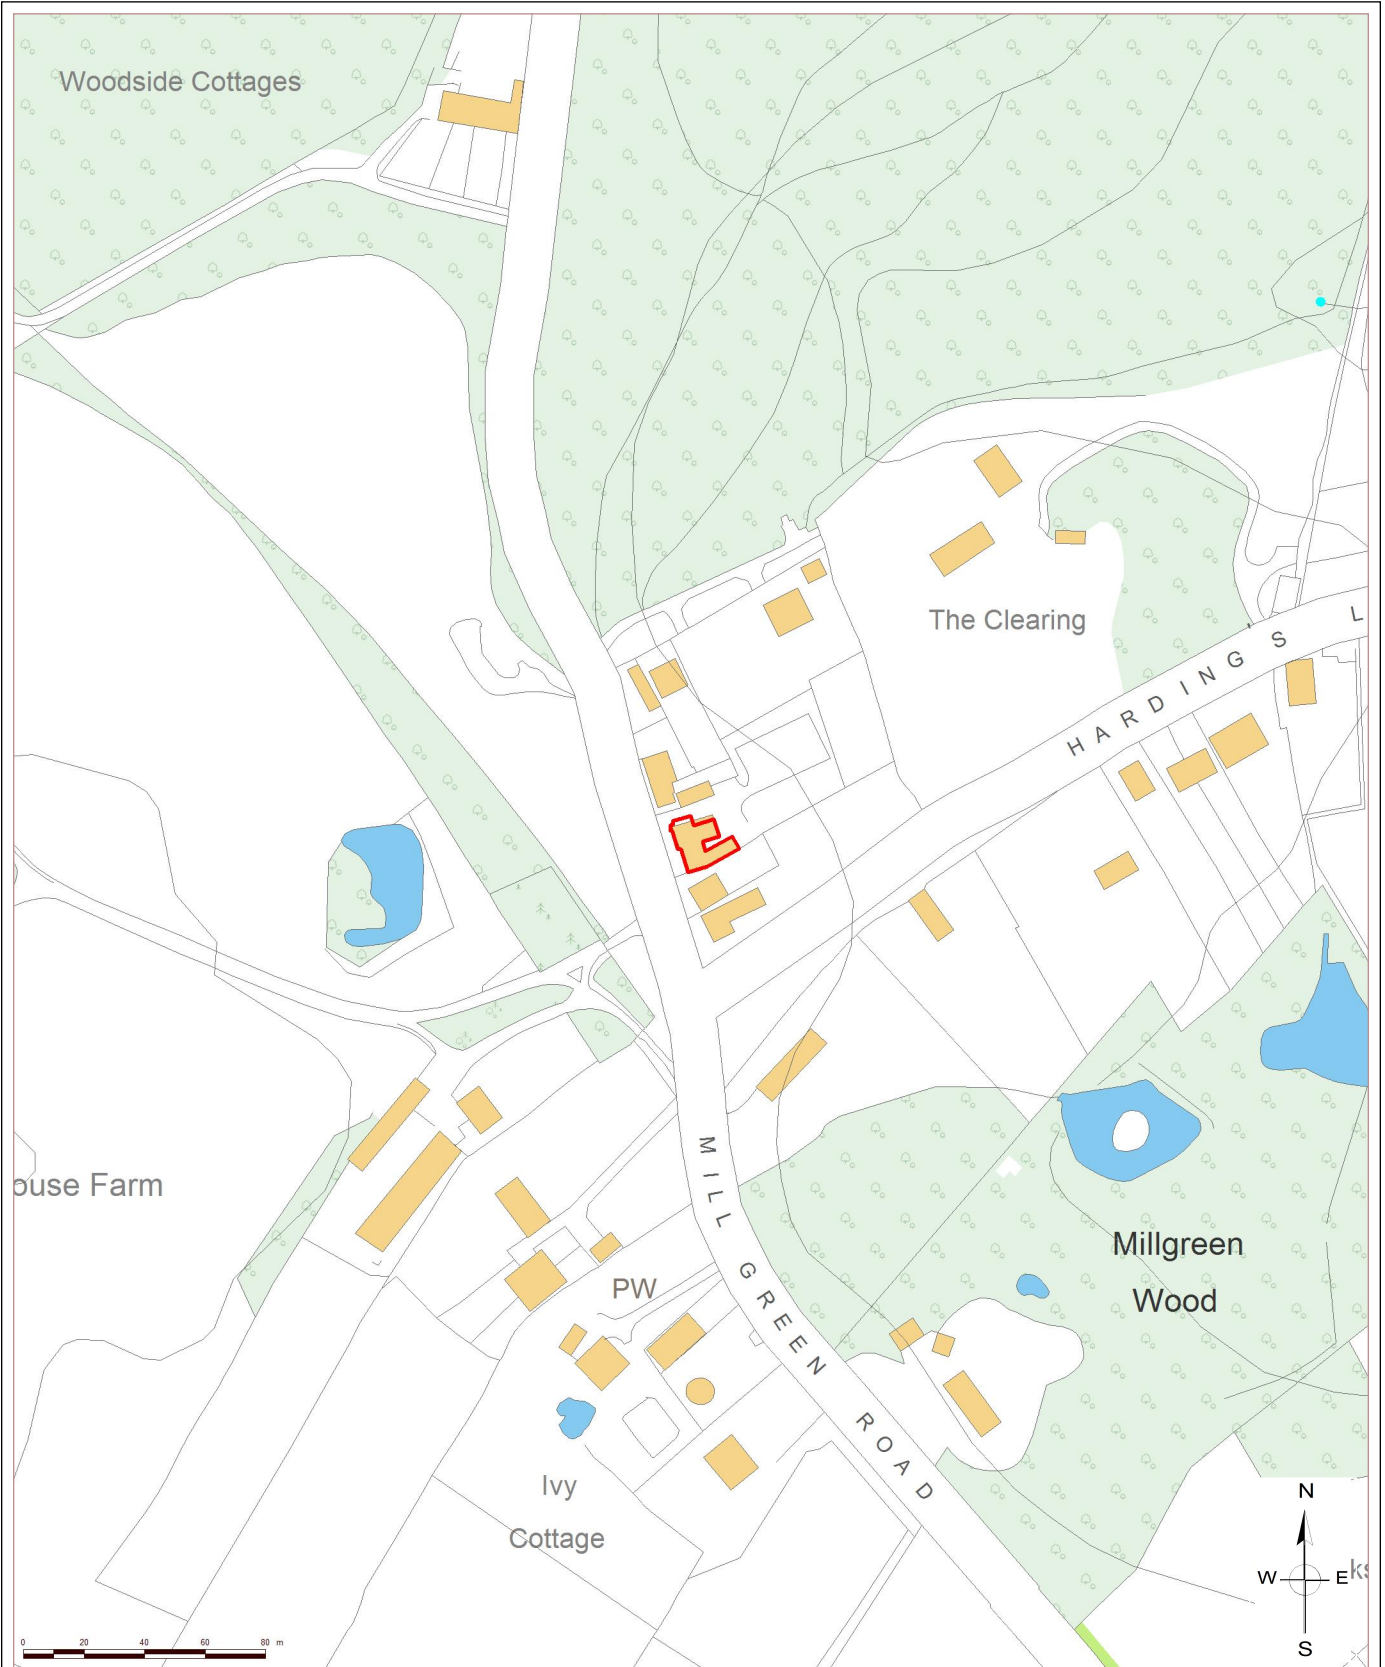 Woodside Cottages
The Clearing
HARDINGS L
ouse Farm
MILL GREEN ROAD
Millgreen
Wood
PW
Ivy
Cottage
N
W E
S
ks
0 20 40 60 80 m